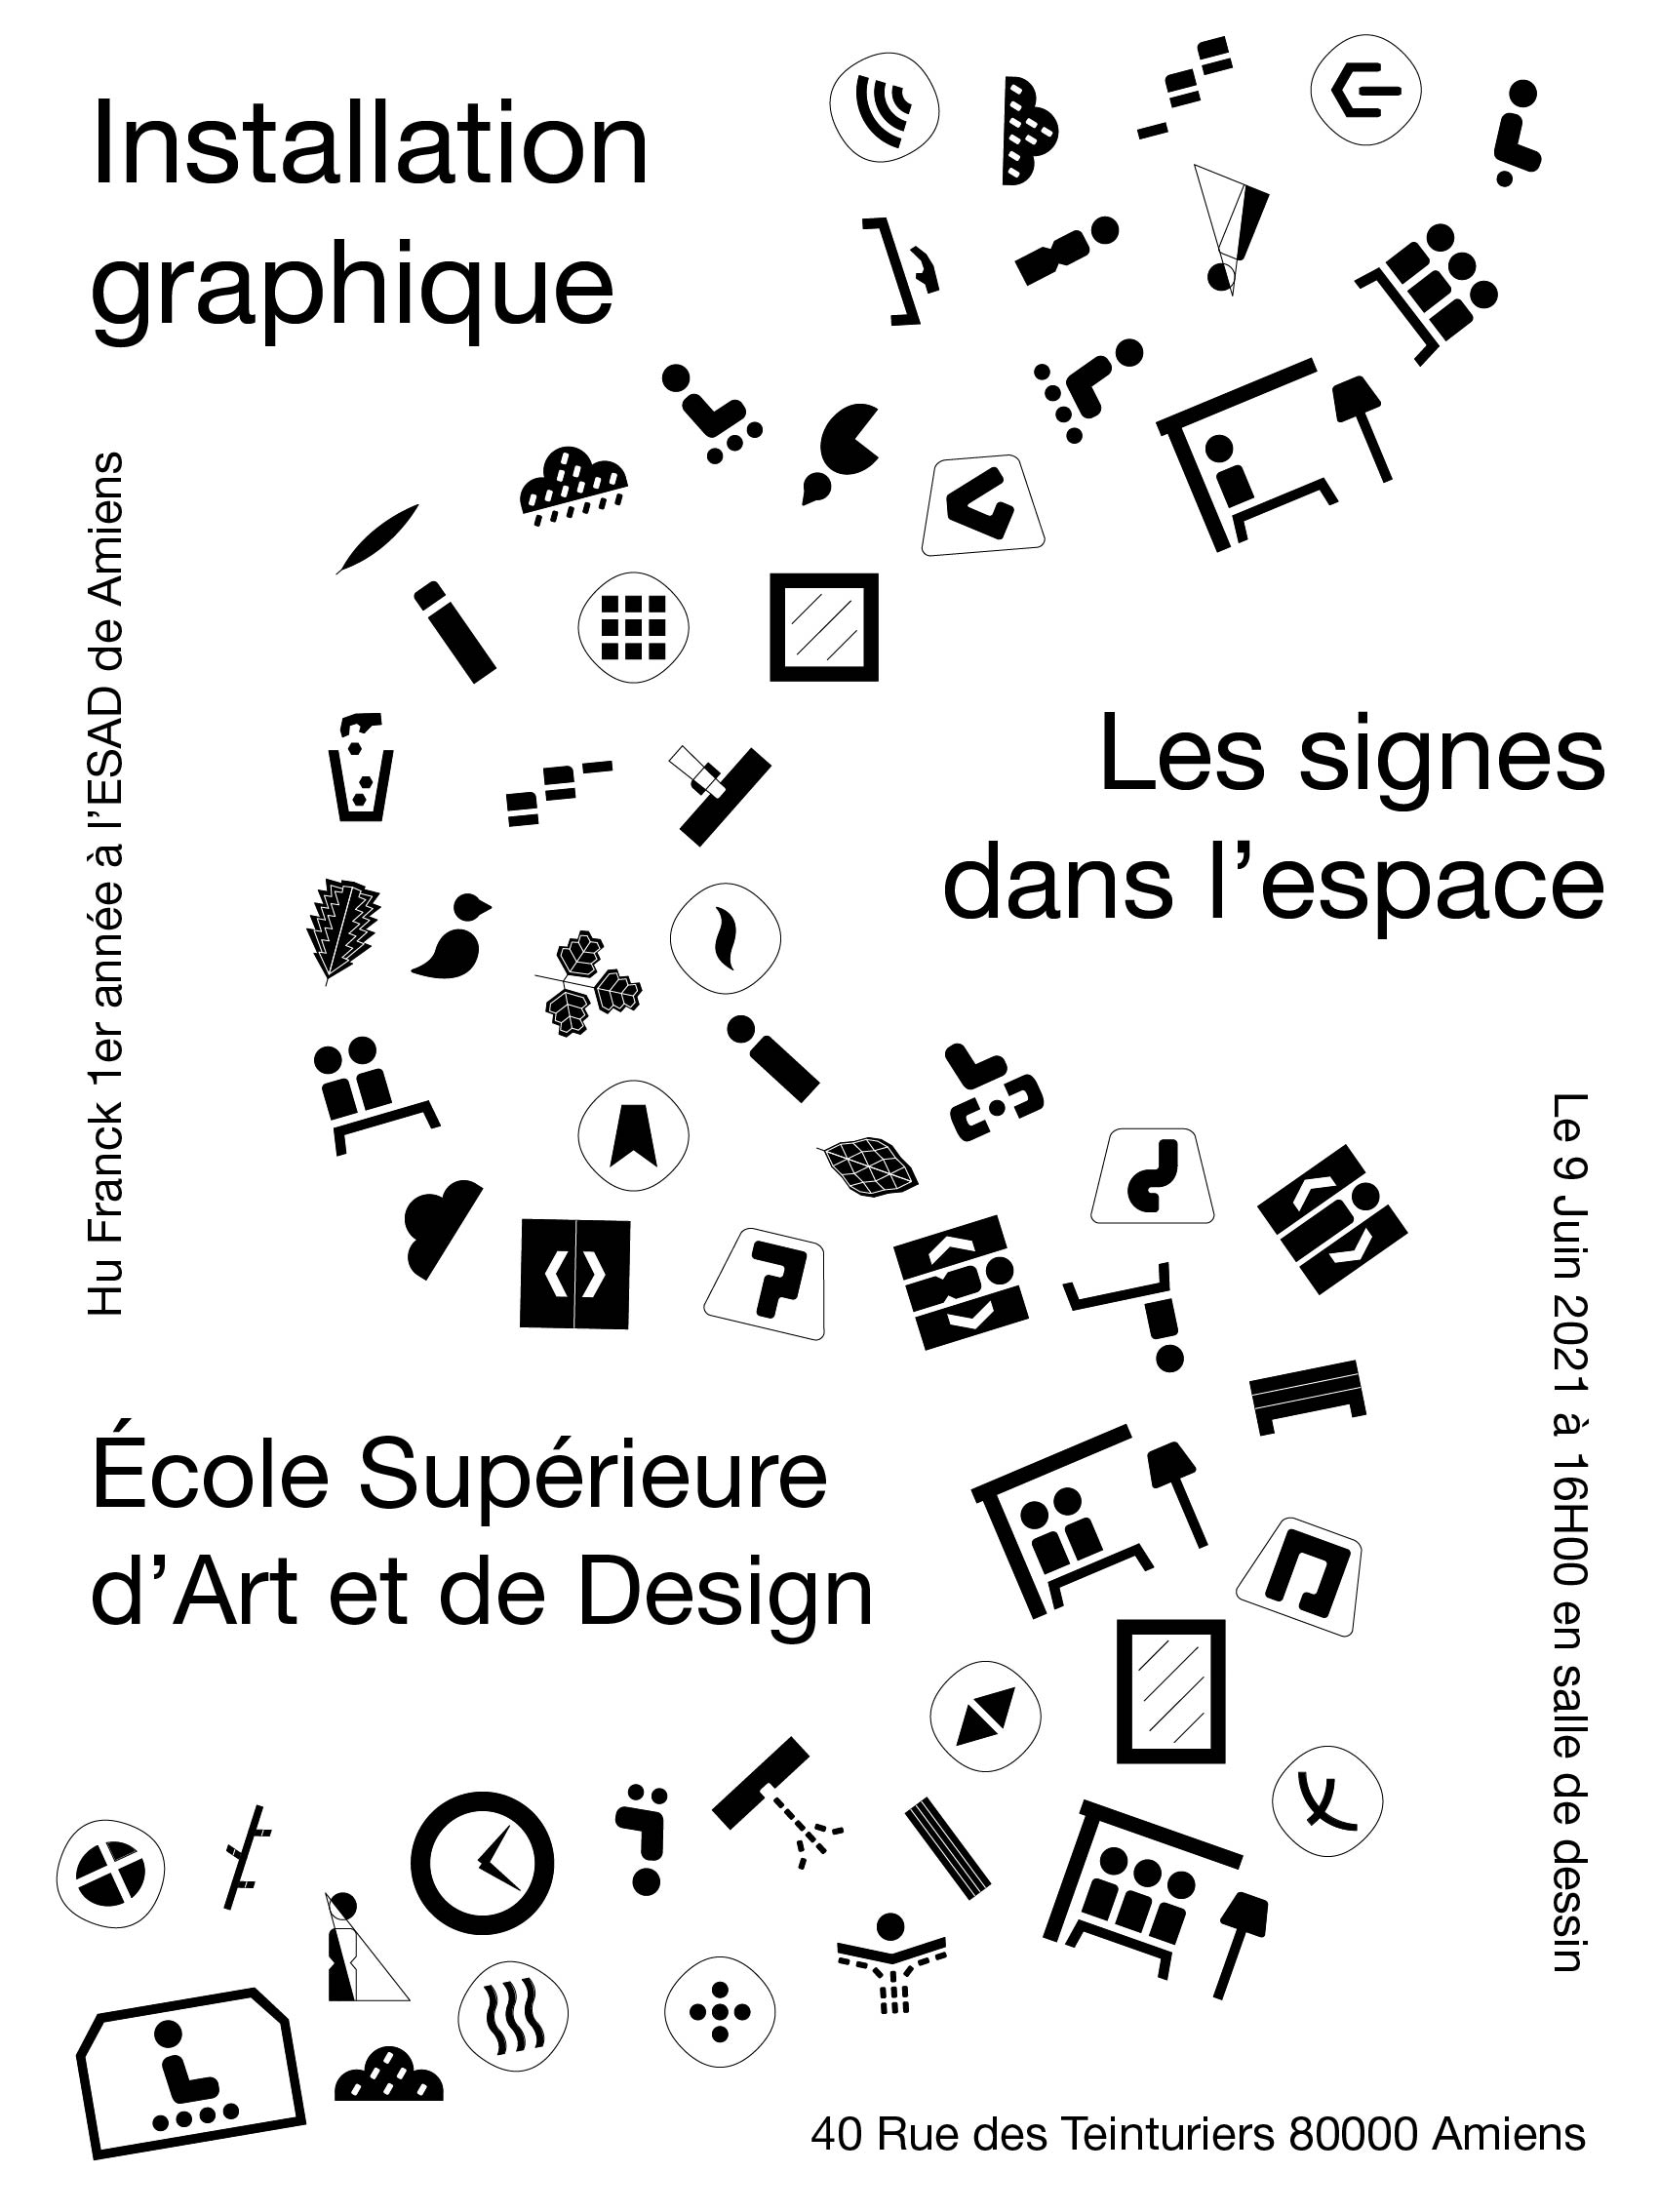 Installation
graphique
Hu Franck 1er année à l’ESAD de Amiens
Les signes
dans l’espace
Le 9 Juin 2021 à 16H00 en salle de dessin
École Supérieure
d’Art et de Design
40 Rue des Teinturiers 80000 Amiens